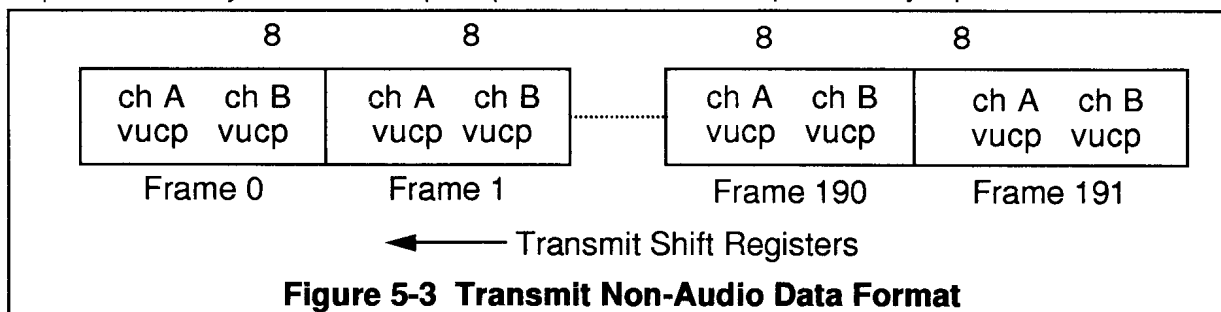 8 8 8 8
ch A ch B ch A ch B ch A ch B ch A ch B
vucp vucp vucp vucp vucp vucp vucp vucp
Frame 0 Frame 1 Frame 190 Frame 191
Transmit Shift Registers
Figure 5-3 Transmit Non-Audio Data Format